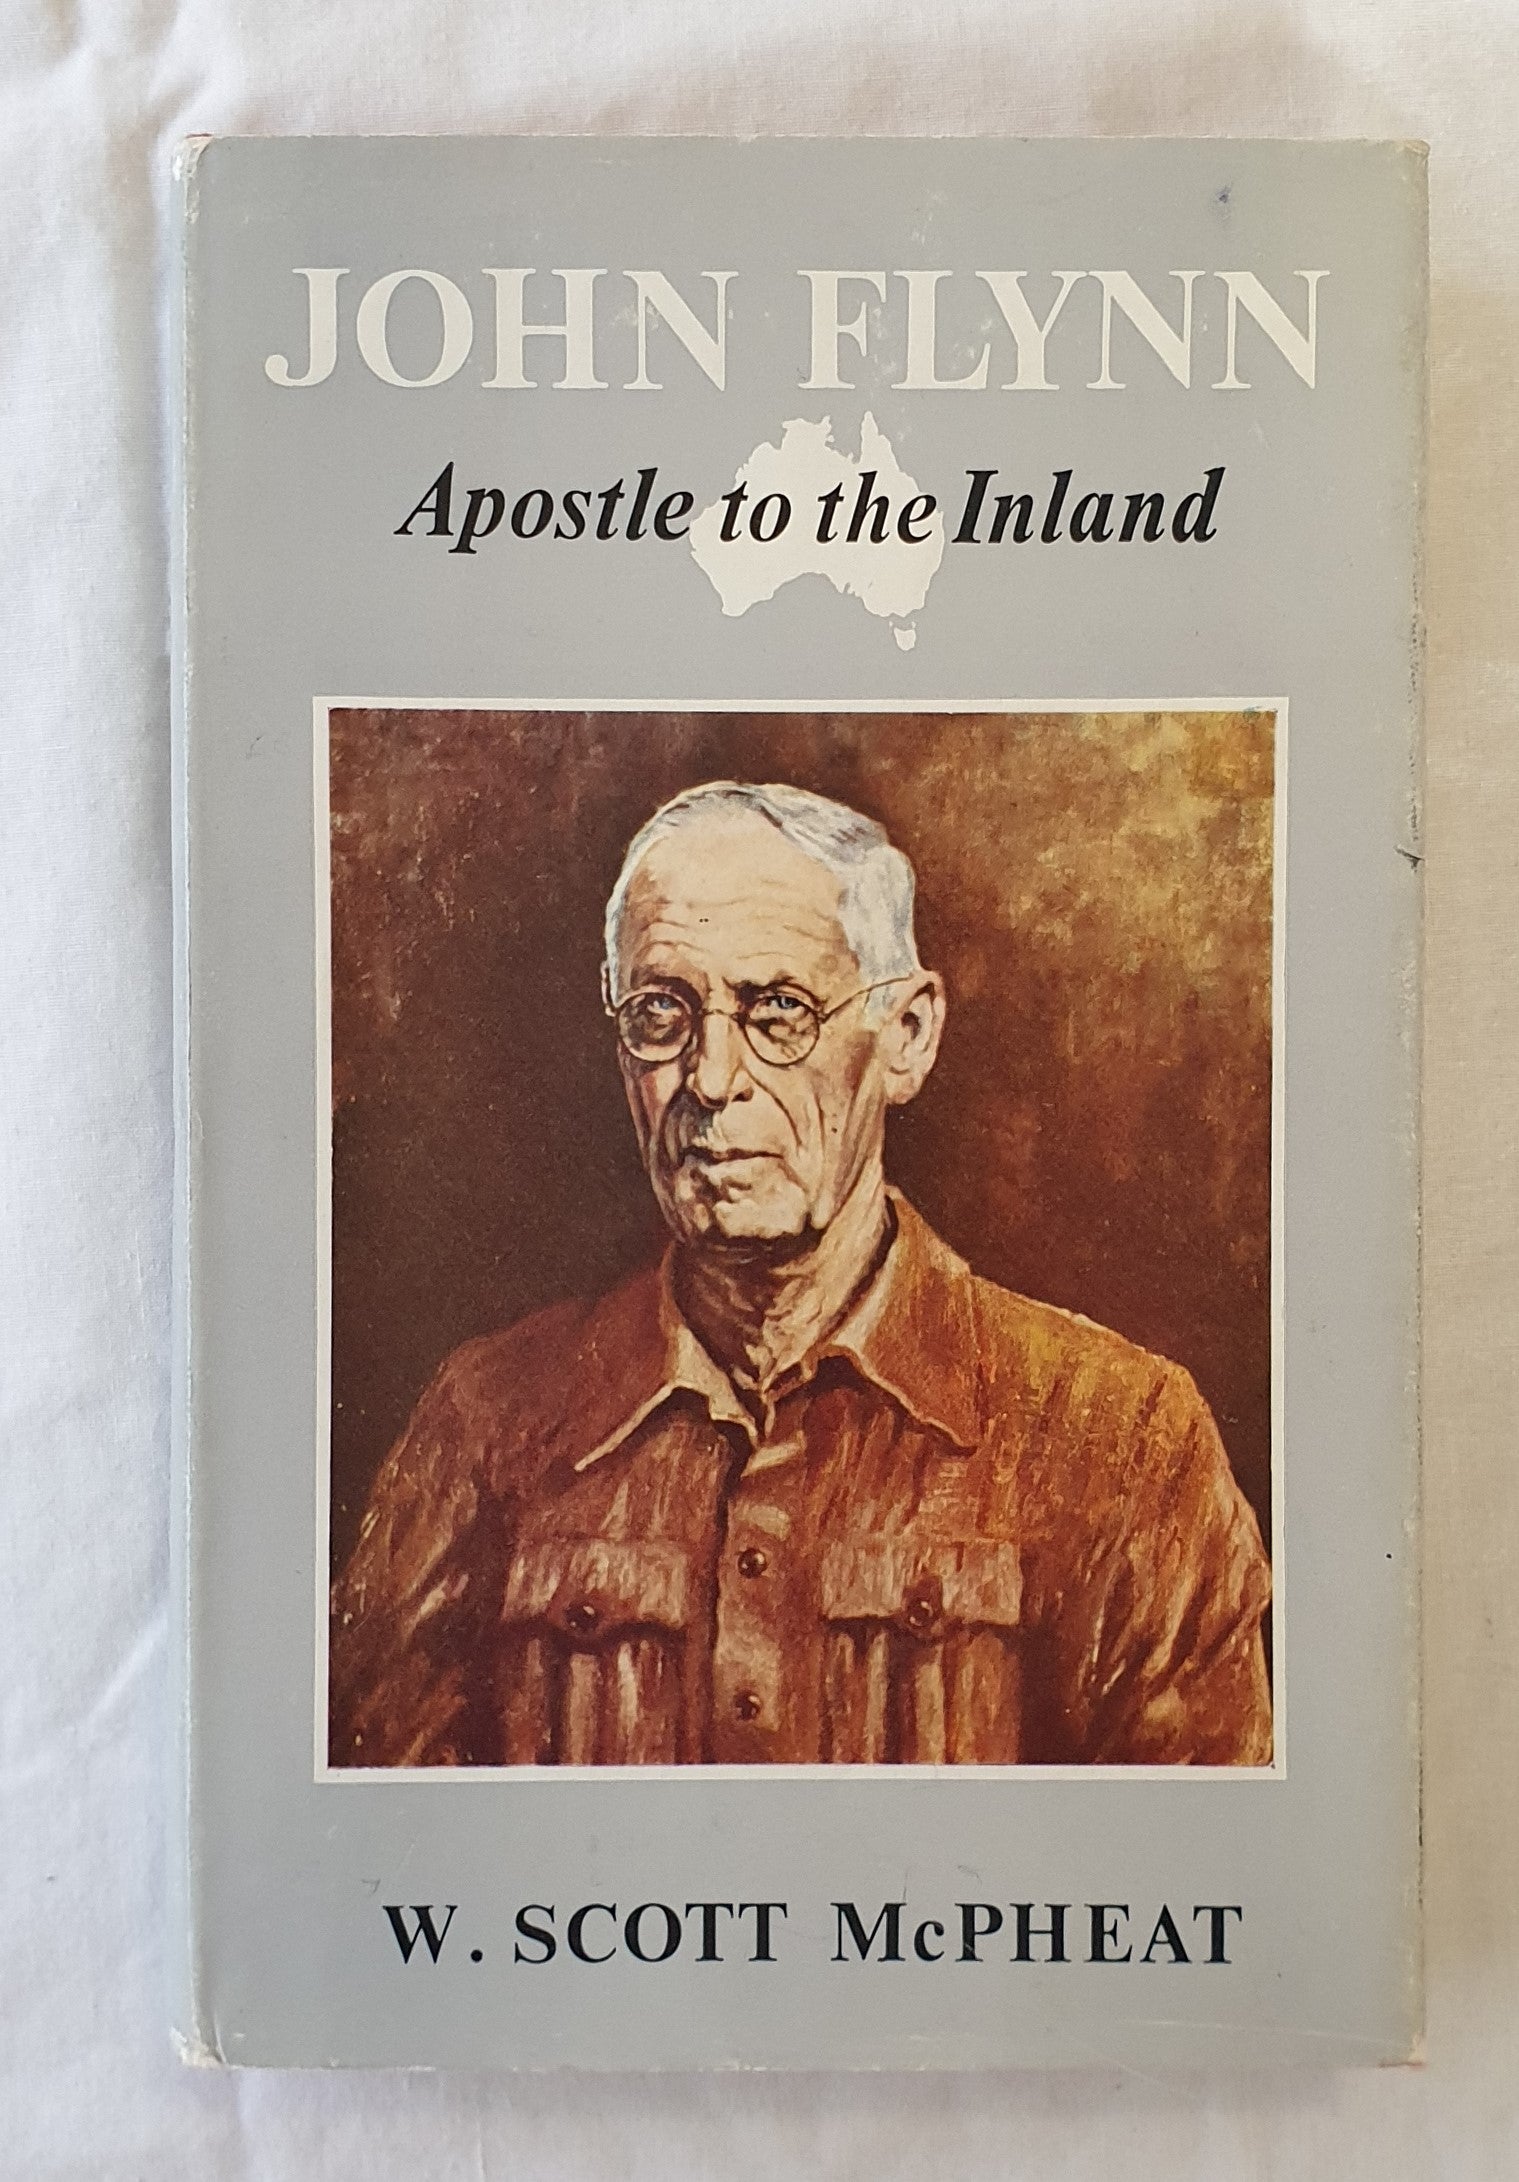 JOHN FLYNN
Apostle to the Inland
W. SCOTT McPHEAT